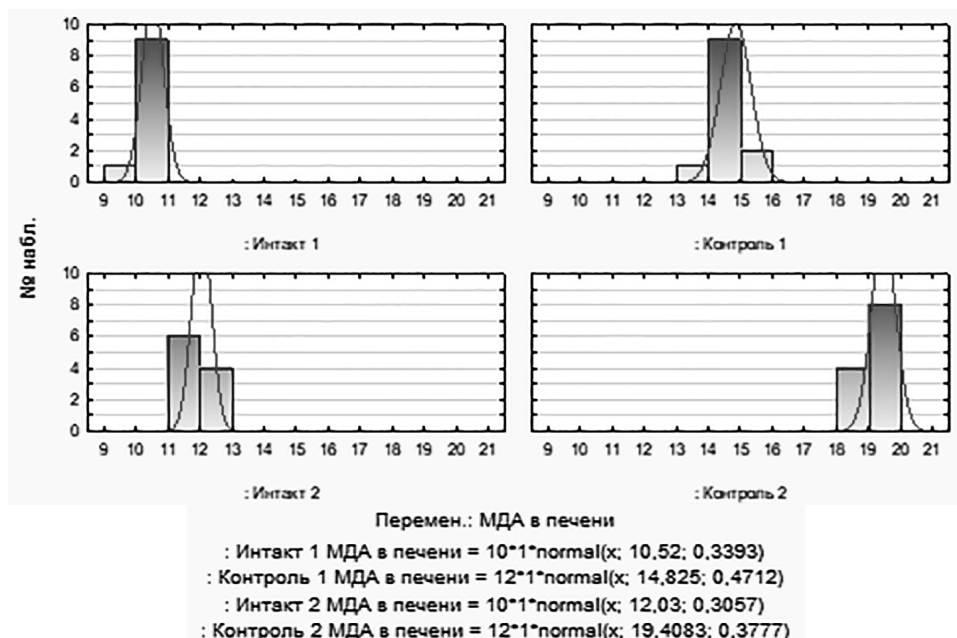 10
8
6
4
2
0
9 10 11 12 13 14 15 16 17 18 19 20 21
9 10 11 12 13 14 15 16 17 18 19 20 21
: Интакт 1
: Контроль 1
№ набл.
10
8
6
4
2
0
9 10 11 12 13 14 15 16 17 18 19 20 21
9 10 11 12 13 14 15 16 17 18 19 20 21
: Интакт 2
: Контроль 2
Перемен.: МДА в печени
: Интакт 1 МДА в печени = 10*1*normal(x; 10,52; 0,3393)
: Контроль 1 МДА в печени = 12*1*normal(x; 14,825; 0,4712)
: Интакт 2 МДА в печени = 10*1*normal(x; 12,03; 0,3057)
: Контроль 2 МДА в печени = 12*1*normal(x; 19,4083; 0,3777)